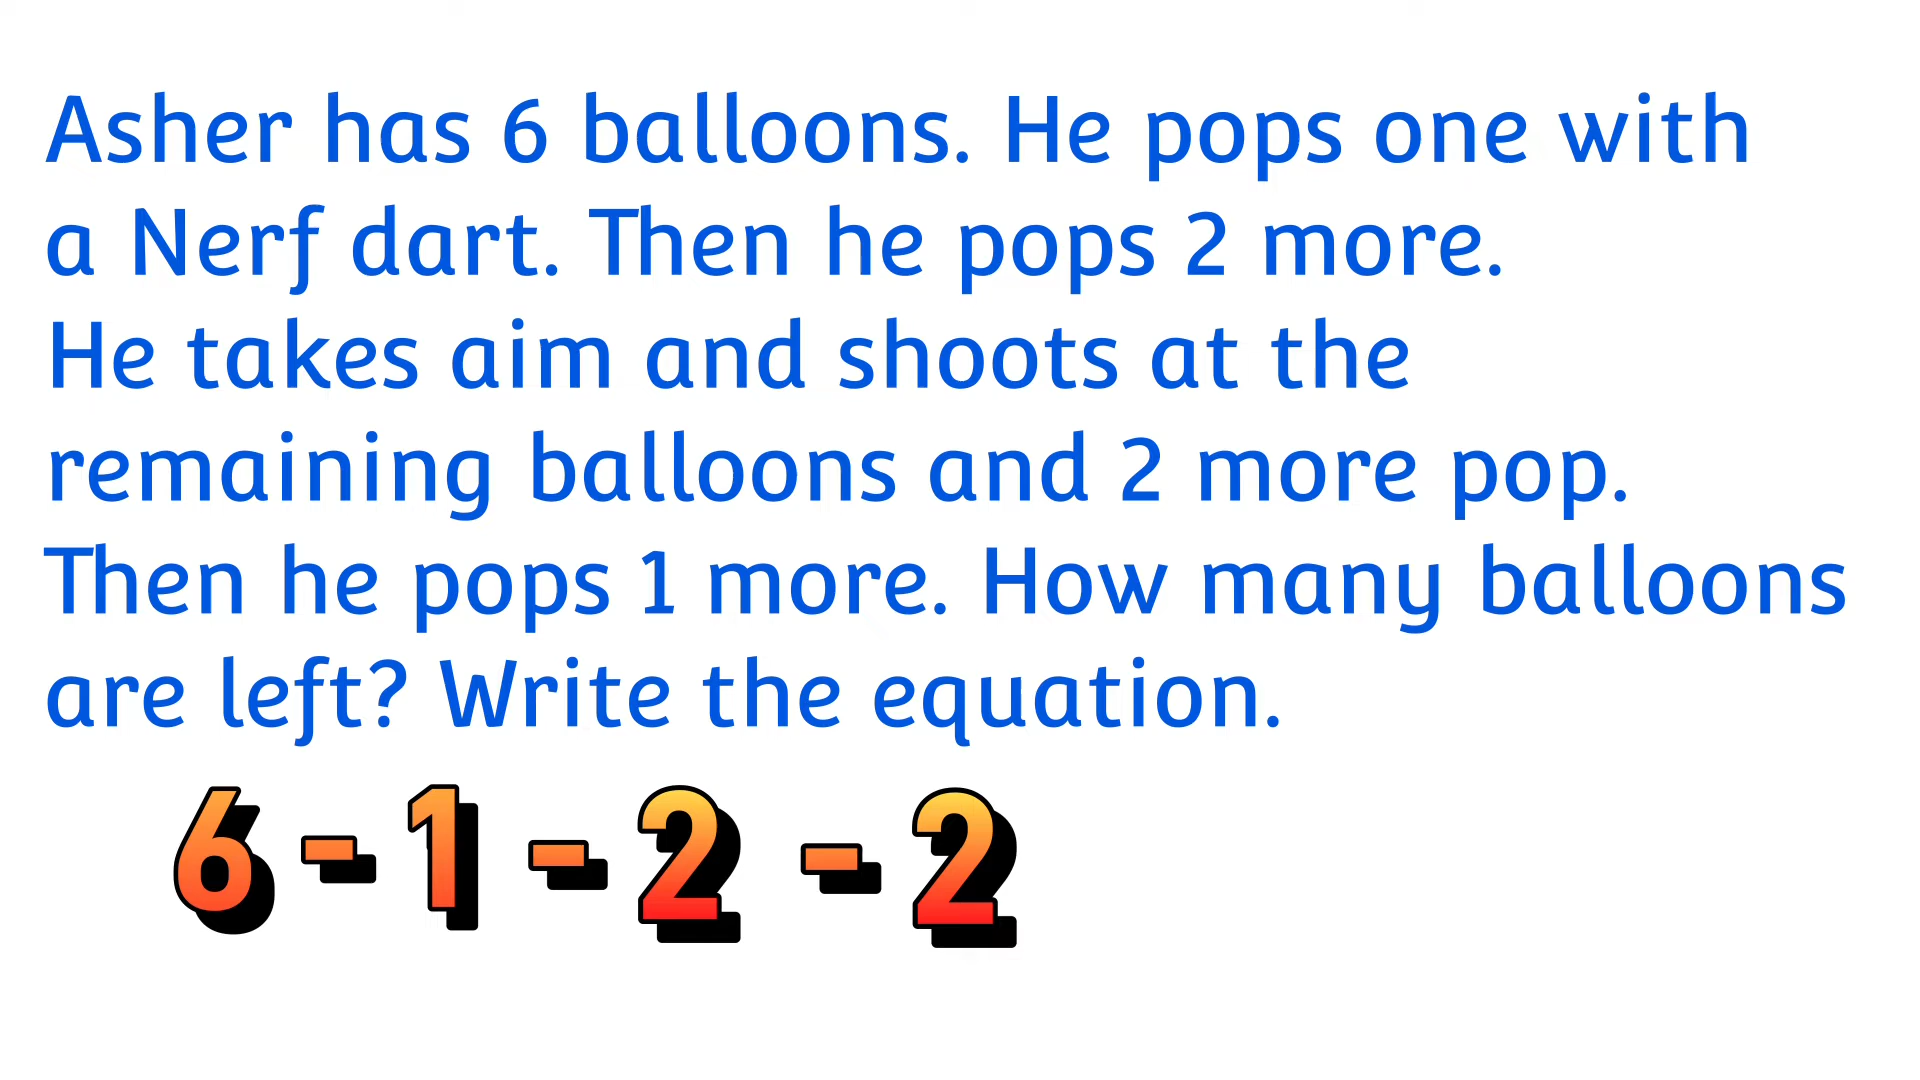 Asher has 6 balloons. He pops one with
a Nerf dart. Then he pops 2 more.
He takes aim and shoots at the
remaining balloons and 2 more pop.
Then he pops 1 more. How many balloons
are left? Write the equation.
6 - 1 - 2 - 2